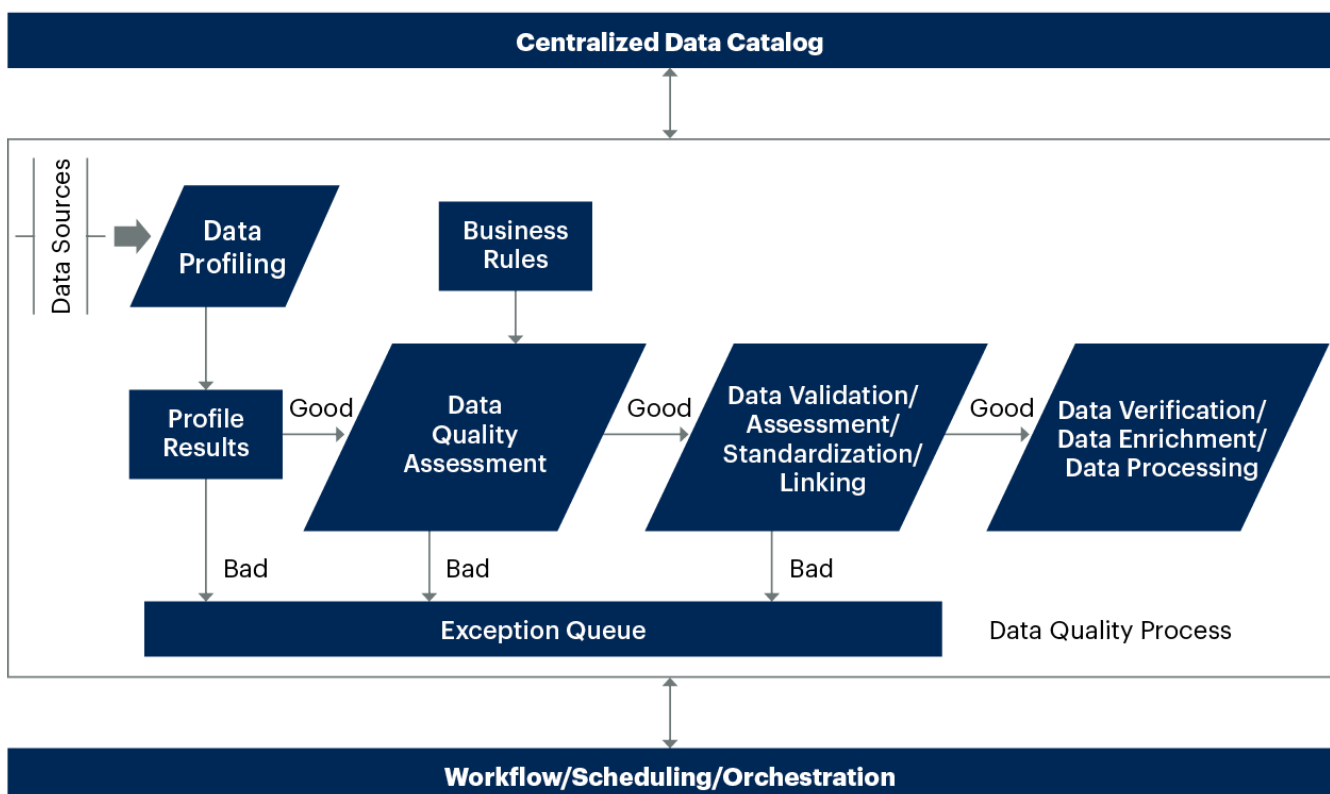 Centralized Data Catalog
Data Sources
Data
Profiling
Business
Rules
Profile
Results
Good
Data
Quality
Assessment
Good
Data Validation/
Assessment/
Standardization/
Linking
Good
Data Verification/
Data Enrichment/
Data Processing
Bad
Bad
Bad
Exception Queue
Data Quality Process
Workflow/Scheduling/Orchestration